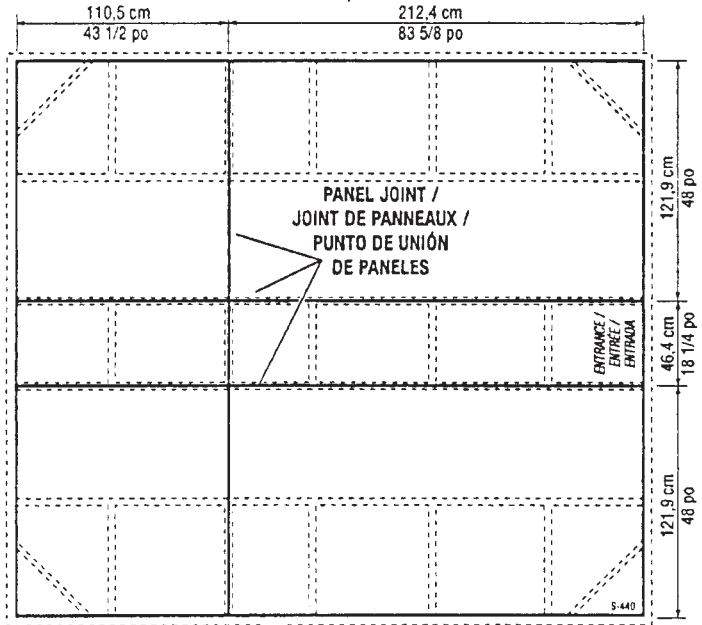 110,5 cm
43 1/2 po
212,4 cm
83 5/8 po
PANEL JOINT /
JOINT DE PANNEAUX /
PUNTO DE UNIÓN
DE PANELES
121,9 cm
48 po
ENTRANCE /
ENTRÉE /
ENTRADA
46,4 cm
18 1/4 po
121,9 cm
48 po
S-440